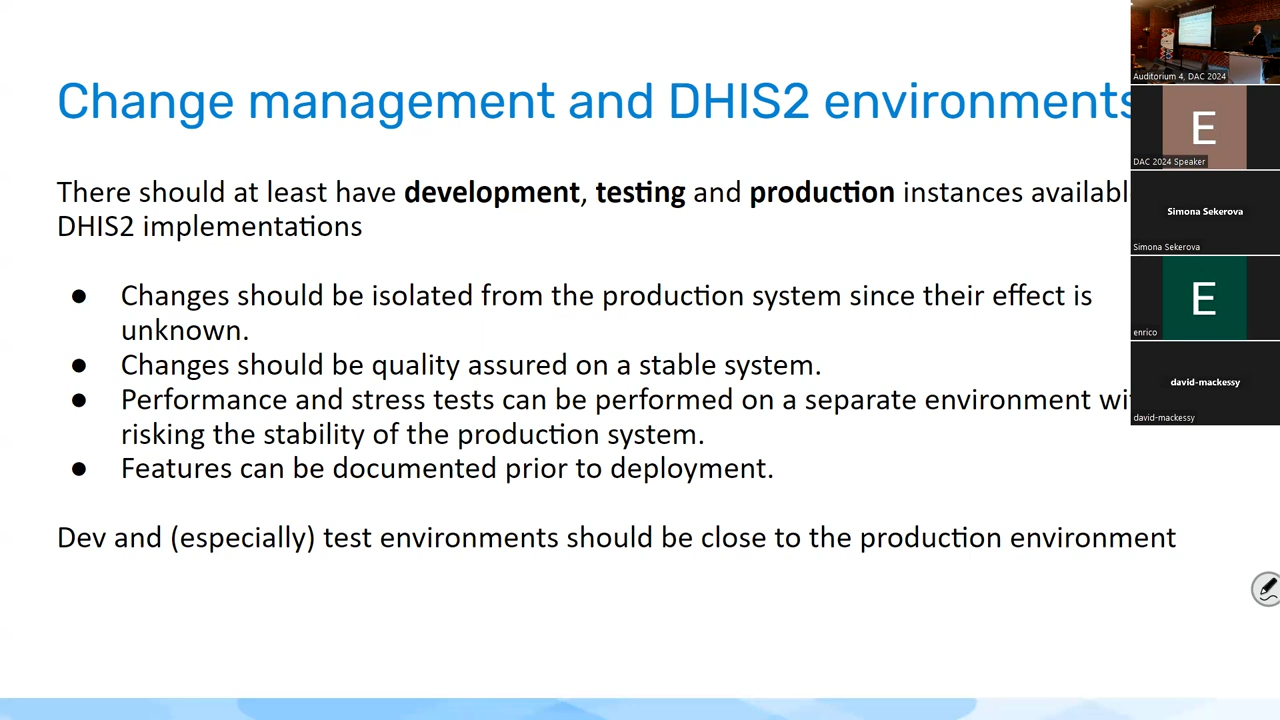 Change management and DHIS2 environments
There should at least have development, testing and production instances availabl
DHIS2 implementations
● Changes should be isolated from the production system since their effect is
unknown.
● Changes should be quality assured on a stable system.
● Performance and stress tests can be performed on a separate environment wi
risking the stability of the production system.
● Features can be documented prior to deployment.
Dev and (especially) test environments should be close to the production environment
Auditorium 4, DAC 2024
E
DAC 2024 Speaker
Simona Sekerova
Simona Sekerova
E
enrico
david-mackessy
david-mackessy